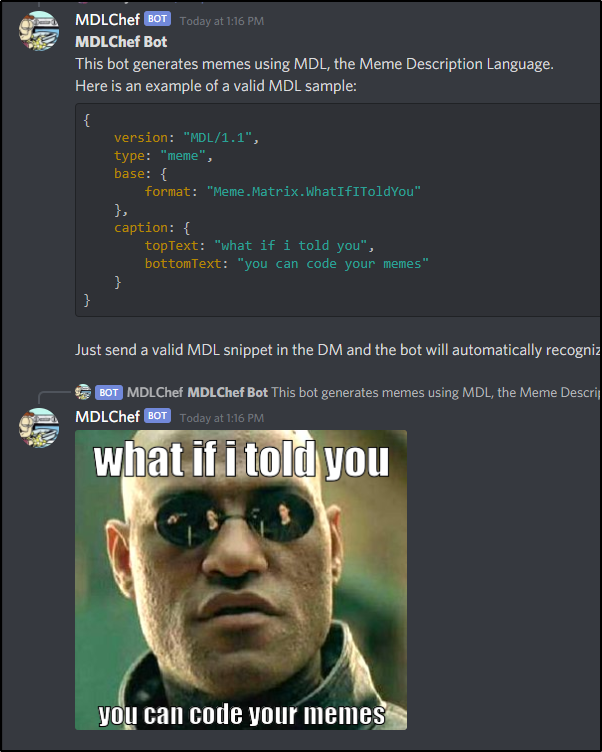 MDLChef BOT Today at 1:16 PM
MDLChef Bot
This bot generates memes using MDL, the Meme Description Language.
Here is an example of a valid MDL sample:
{
version: "MDL/1.1",
type: "meme",
base: {
format: "Meme.Matrix.WhatIfIToldYou"
},
caption: {
topText: "what if i told you",
bottomText: "you can code your memes"
}
}
Just send a valid MDL snippet in the DM and the bot will automatically recogniz
BOT MDLChef MDLChef Bot This bot generates memes using MDL, the Meme Descrip
MDLChef BOT Today at 1:16 PM
what if i told you
you can code your memes